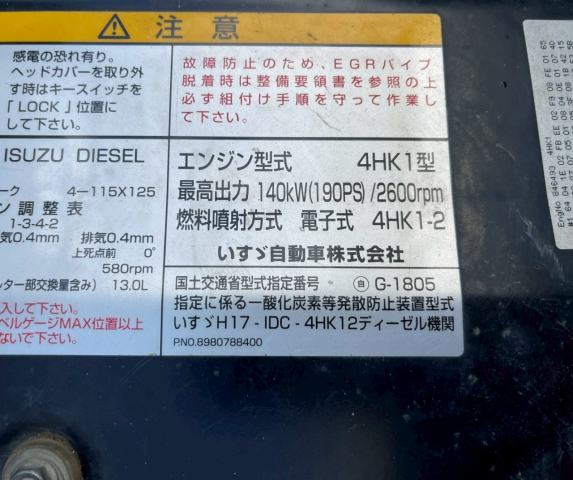 ⚠ 注意
感電の恐れ有り。
ヘッドカバーを取り外
す時はキースイッチを
「LOCK」位置に
して下さい。
故障防止のため、EGRパイプ
脱着時は整備要領書を参照の上
必ず組付け手順を守って作業し
て下さい。
ISUZU DIESEL
ーク 4-115X125
ン調整表
1-3-4-2
気0.4mm 排気0.4mm
上死点前 0°
580rpm
ルター部交換量含み) 13.0L
入して下さい。
ベルゲージMAX位置以上
ないで下さい。
エンジン型式 4HK1型
最高出力 140kW(190PS)/2600rpm
燃料噴射方式 電子式 4HK1-2
いすゞ自動車株式会社
国土交通省型式指定番号 ㊀ G-1805
指定に係る一酸化炭素等発散防止装置型式
いすゞH17-IDC-4HK12ディーゼル機関
P.NO.8980788400
EngNo 846493 4HK1